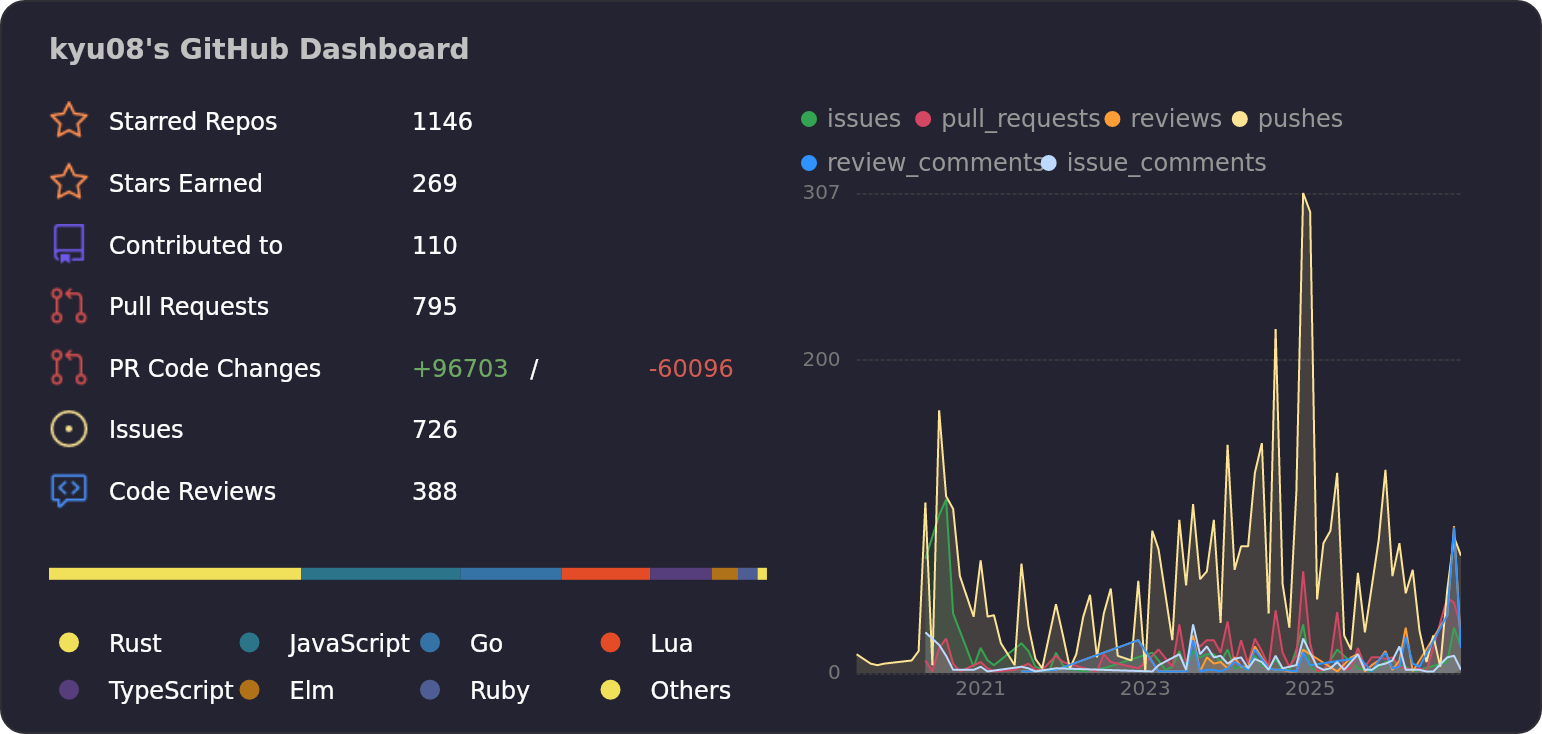 kyu08's GitHub Dashboard
Starred Repos 1146
Stars Earned 269
Contributed to 110
Pull Requests 795
PR Code Changes +96703 / -60096
Issues 726
Code Reviews 388
Rust JavaScript Go Lua
TypeScript Elm Ruby Others
issues pull_requests reviews pushes
review_comments issue_comments
307
200
0
2021 2023 2025